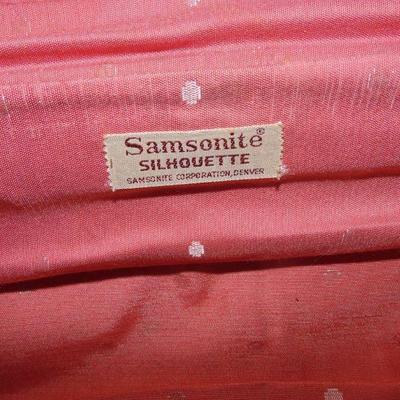 Samsonite®
SILHOUETTE
SAMSONITE CORPORATION, DENVER